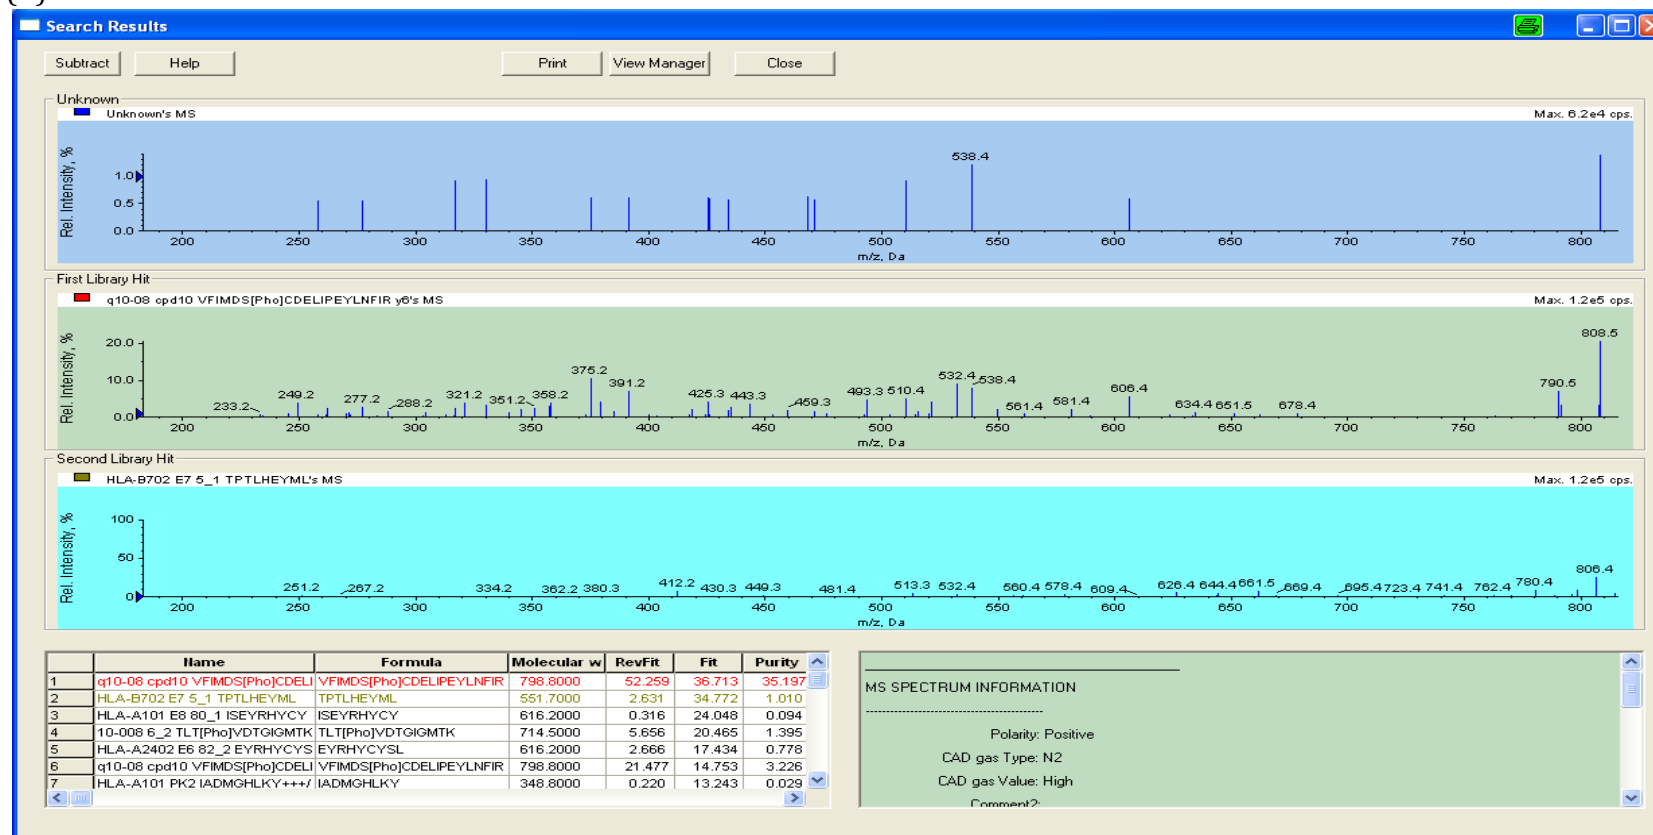 Search Results
Subtract Help Print View Manager Close
Unknown
Unknown's MS Max. 6.2e4 cps.
538.4
Rel. Intensity, %
1.0
0.5
0.0
200 250 300 350 400 450 500 550 600 650 700 750 800
m/z, Da
First Library Hit
q10-08 cpd10 VFIMDS[Pho]CDELIPEYLNFIR y6's MS Max. 1.2e5 cps.
Rel. Intensity, %
20.0
10.0
0.0
233.2 249.2 277.2 288.2 321.2 351.2 358.2 375.2 391.2 425.3 443.3 459.3 493.3 510.4 532.4 538.4 561.4 581.4 606.4 634.4 651.5 678.4 790.5 808.5
200 250 300 350 400 450 500 550 600 650 700 750 800
m/z, Da
Second Library Hit
HLA-B702 E7 5_1 TPTLHEYML's MS Max. 1.2e5 cps.
Rel. Intensity, %
100
50
0
251.2 267.2 334.2 362.2 380.3 412.2 430.3 449.3 481.4 513.3 532.4 560.4 578.4 609.4 626.4 644.4 661.5 669.4 695.4 723.4 741.4 762.4 780.4 806.4
200 250 300 350 400 450 500 550 600 650 700 750 800
m/z, Da
Name Formula Molecular w RevFit Fit Purity
1 q10-08 cpd10 VFIMDS[Pho]CDELI VFIMDS[Pho]CDELIPEYLNFIR 798.8000 52.259 36.713 35.197
2 HLA-B702 E7 5_1 TPTLHEYML TPTLHEYML 551.7000 2.631 34.772 1.010
3 HLA-A101 E8 80_1 ISEYRHYCY ISEYRHYCY 616.2000 0.316 24.048 0.094
4 10-008 6_2 TLT[Pho]VDTGIGMTK TLT[Pho]VDTGIGMTK 714.5000 5.656 20.465 1.395
5 HLA-A2402 E6 82_2 EYRHYCYS EYRHYCYSL 616.2000 2.666 17.434 0.778
6 q10-08 cpd10 VFIMDS[Pho]CDELI VFIMDS[Pho]CDELIPEYLNFIR 798.8000 21.477 14.753 3.226
7 HLA-A101 PK2 IADMGHLKY+++/ IADMGHLKY 348.8000 0.220 13.243 0.029
MS SPECTRUM INFORMATION
Polarity: Positive
CAD gas Type: N2
CAD gas Value: High
Comment2: